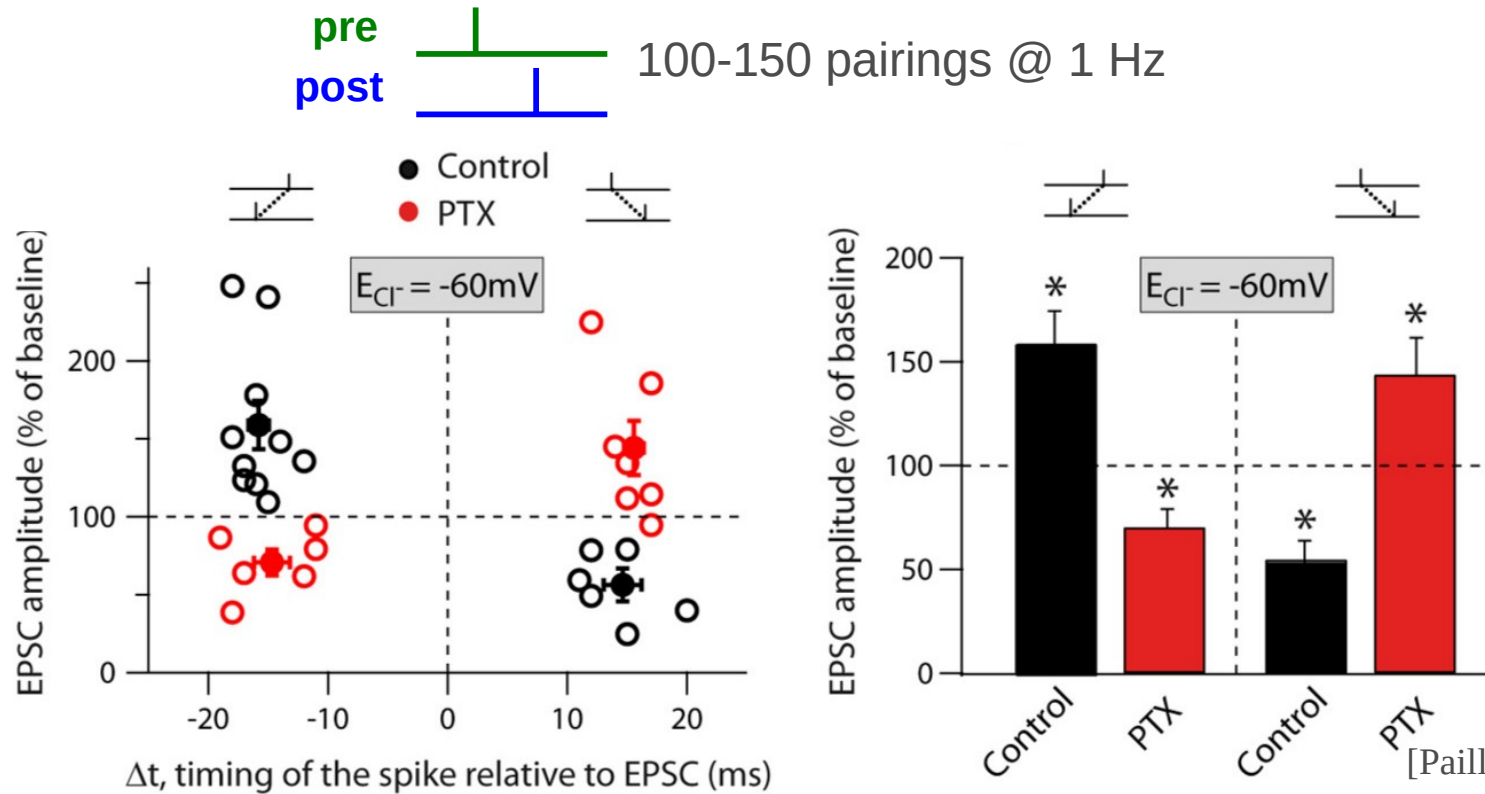 pre
100-150 pairings @ 1 Hz
post
Control
PTX
EPSC amplitude (% of baseline)
E_Cl⁻ = -60mV
200
100
0
-20
-10
0
10
20
Δt, timing of the spike relative to EPSC (ms)
EPSC amplitude (% of baseline)
E_Cl⁻ = -60mV
200
150
100
50
0
*
*
*
*
Control
PTX
Control
PTX
[Paill